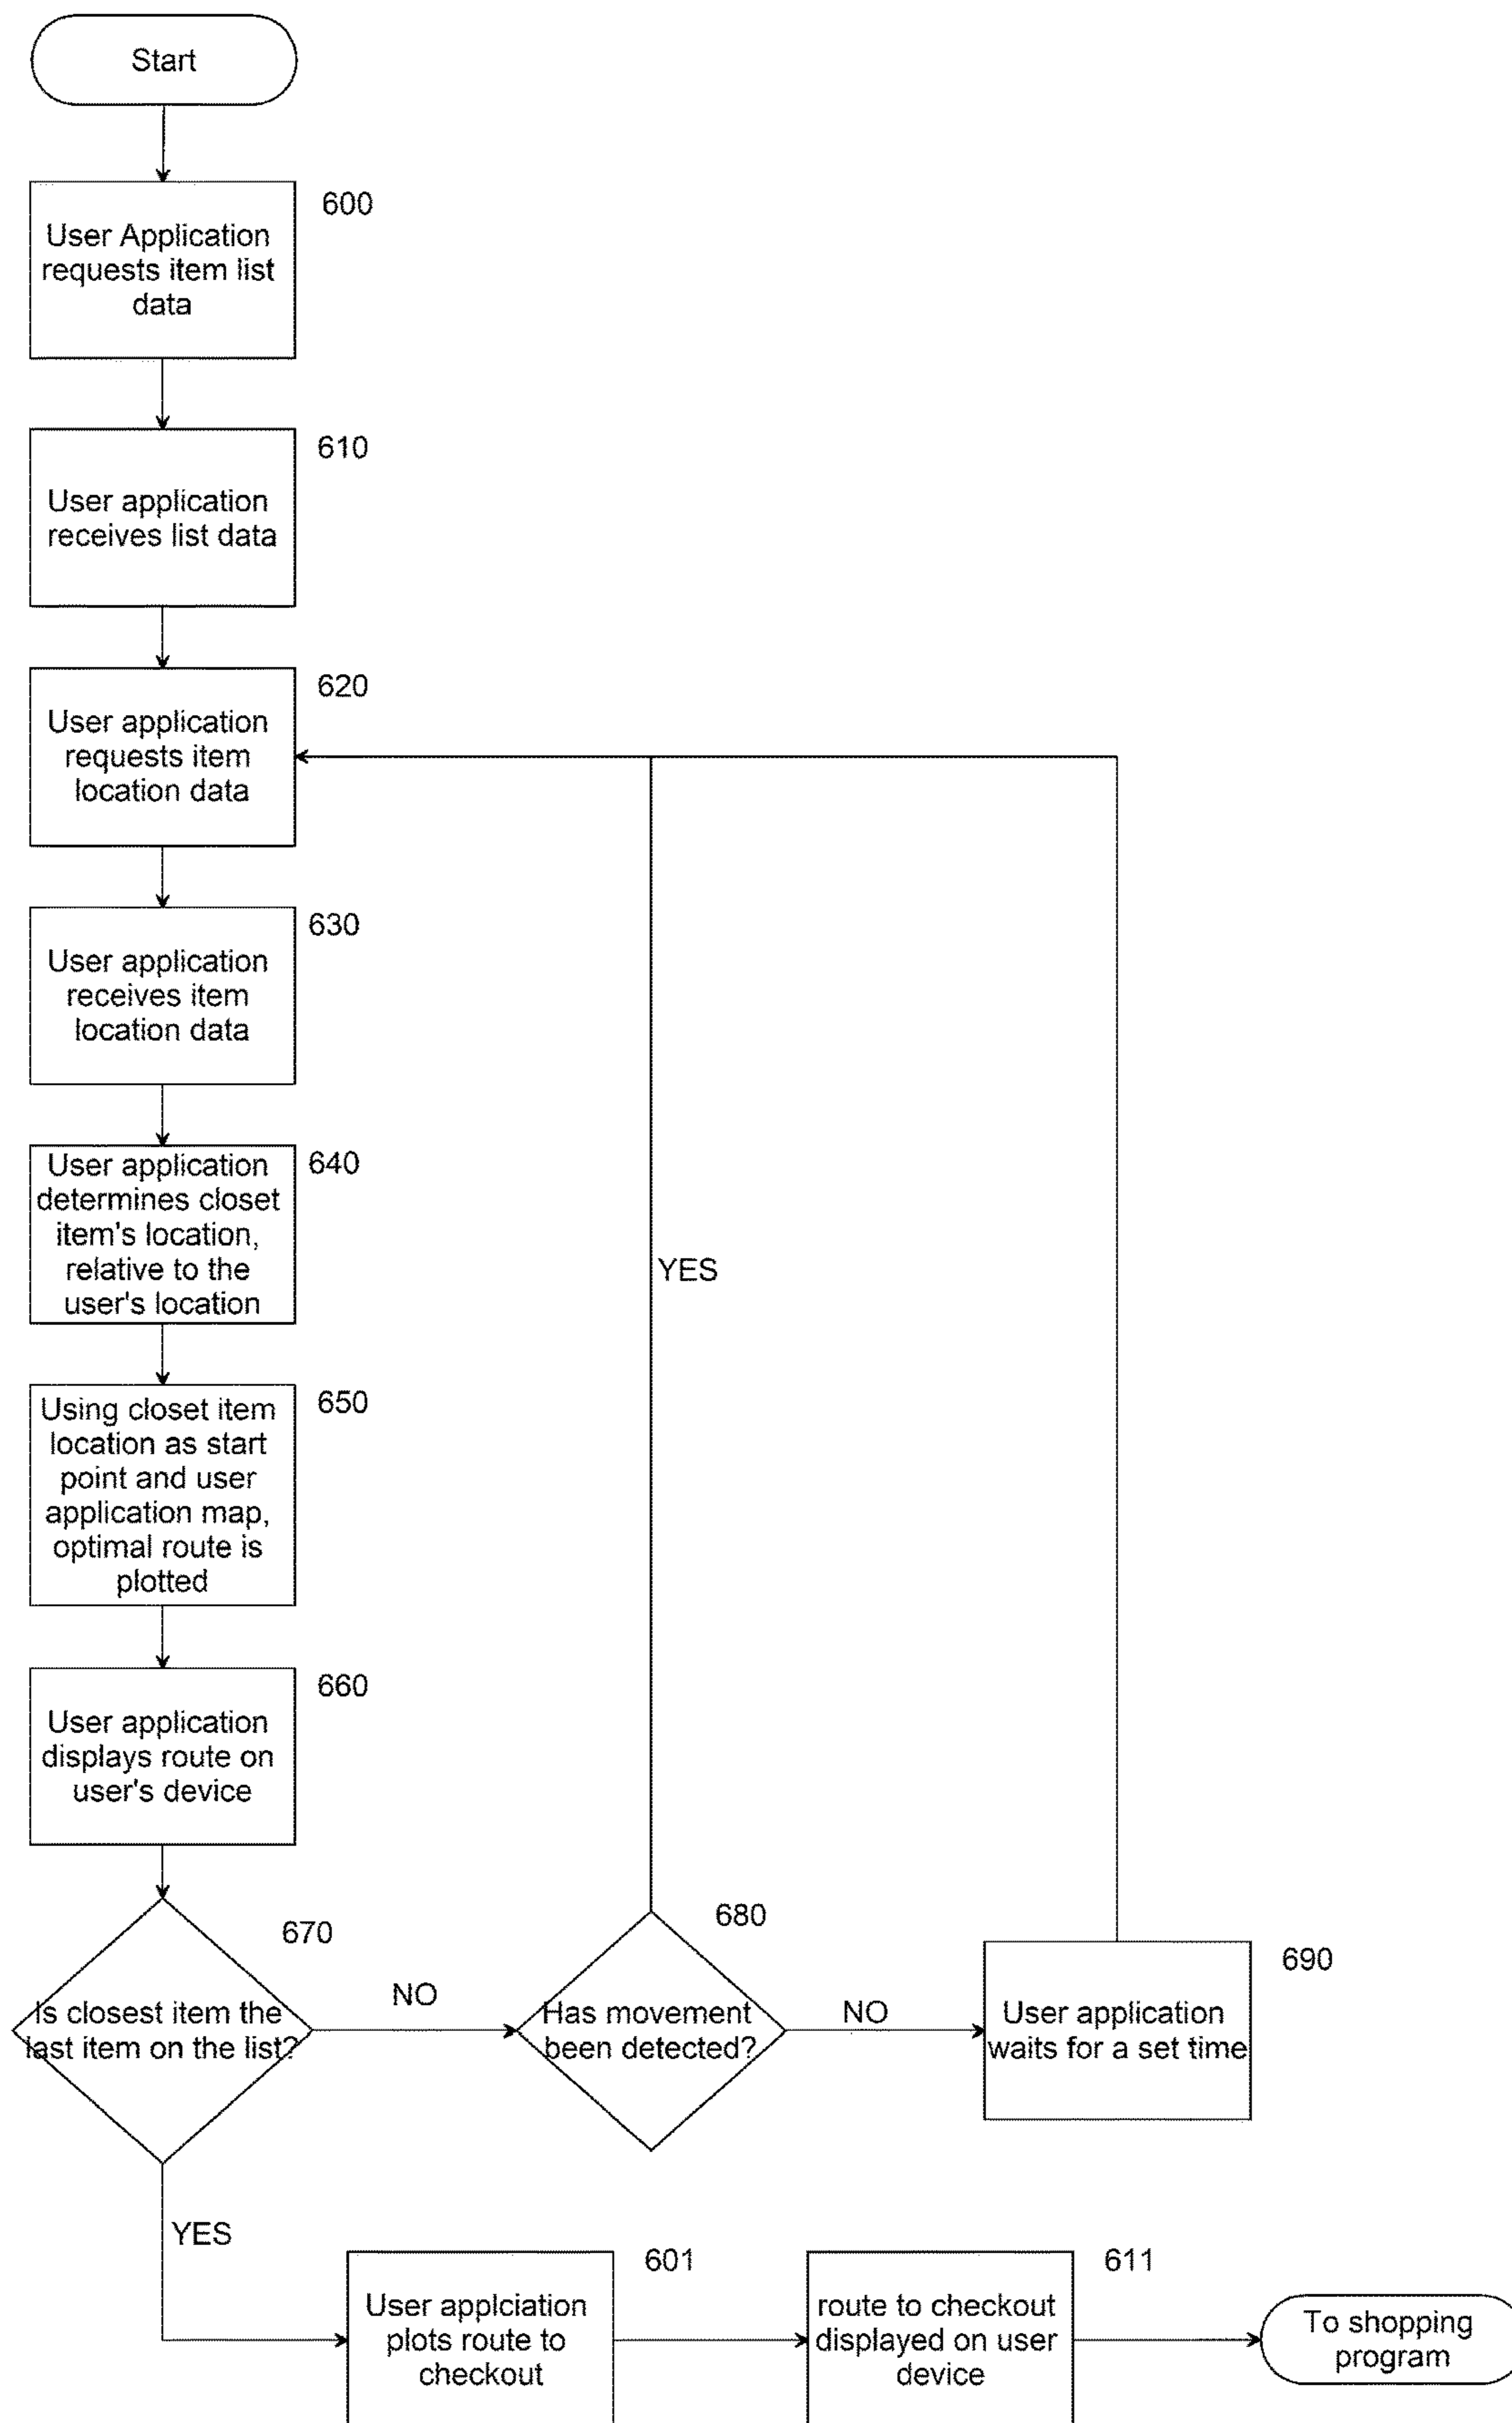 Start
600
User Application
requests item list
data
610
User application
receives list data
620
User application
requests item
location data
630
User application
receives item
location data
640
User application
determines closet
item's location,
relative to the
user's location
YES
650
Using closet item
location as start
point and user
application map,
optimal route is
plotted
660
User application
displays route on
user's device
670
Is closest item the
last item on the list?
NO
680
Has movement
been detected?
NO
690
User application
waits for a set time
YES
601
User applciation
plots route to
checkout
611
route to checkout
displayed on user
device
To shopping
program